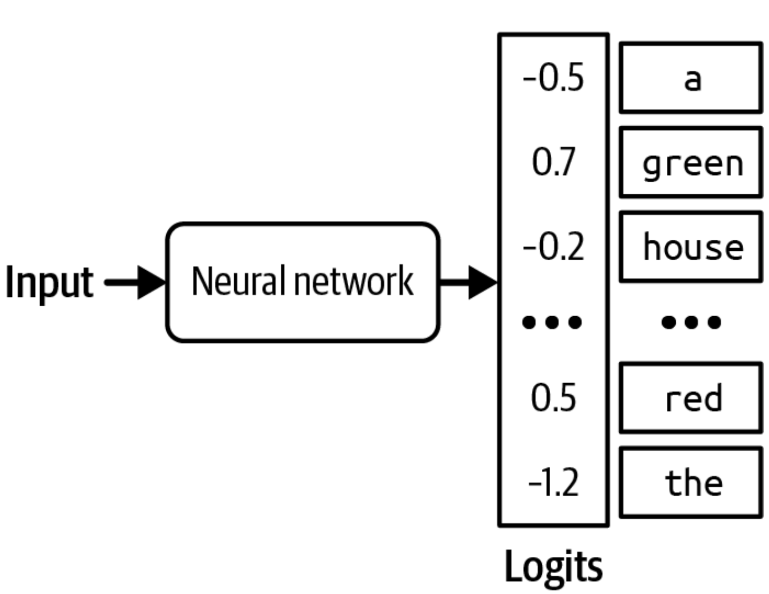 -0.5 a
0.7 green
-0.2 house
Input Neural network
••• •••
0.5 red
-1.2 the
Logits